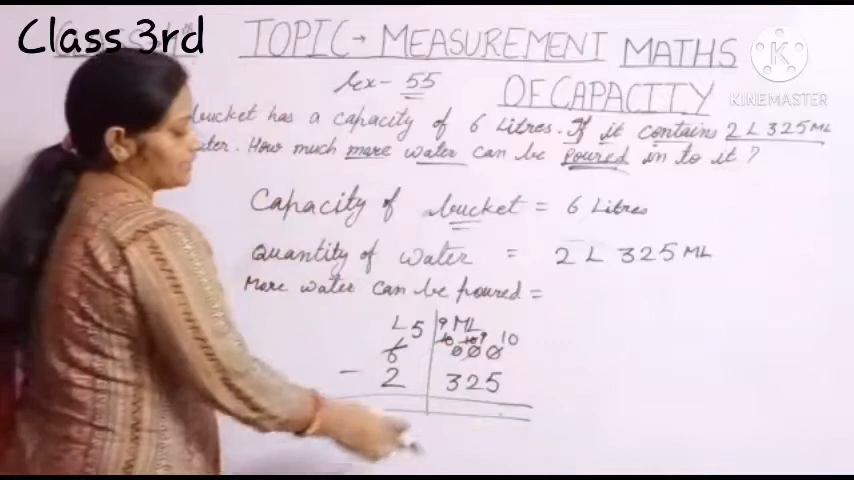 Class 3rd
TOPIC → MEASUREMENT MATHS
OF CAPACITY
KINEMASTER
Ex - 55
bucket has a capacity of 6 Litres. If it contains 2 L 325 ML
How much more water can be poured in to it ?
Capacity of bucket = 6 Litres
Quantity of water = 2 L 325 ML
More water can be poured =
L 5 9 ML
10 10 9 10
6 000
- 2 325